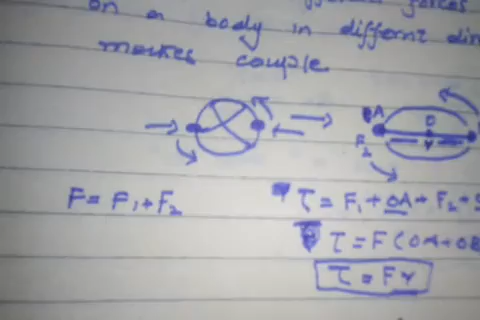 on a body in differnt
makes couple
A
O
F₂
r
F = F₁+F₂
τ = F₁+OA+F₂+
τ = F(OA+OB
τ = Fr